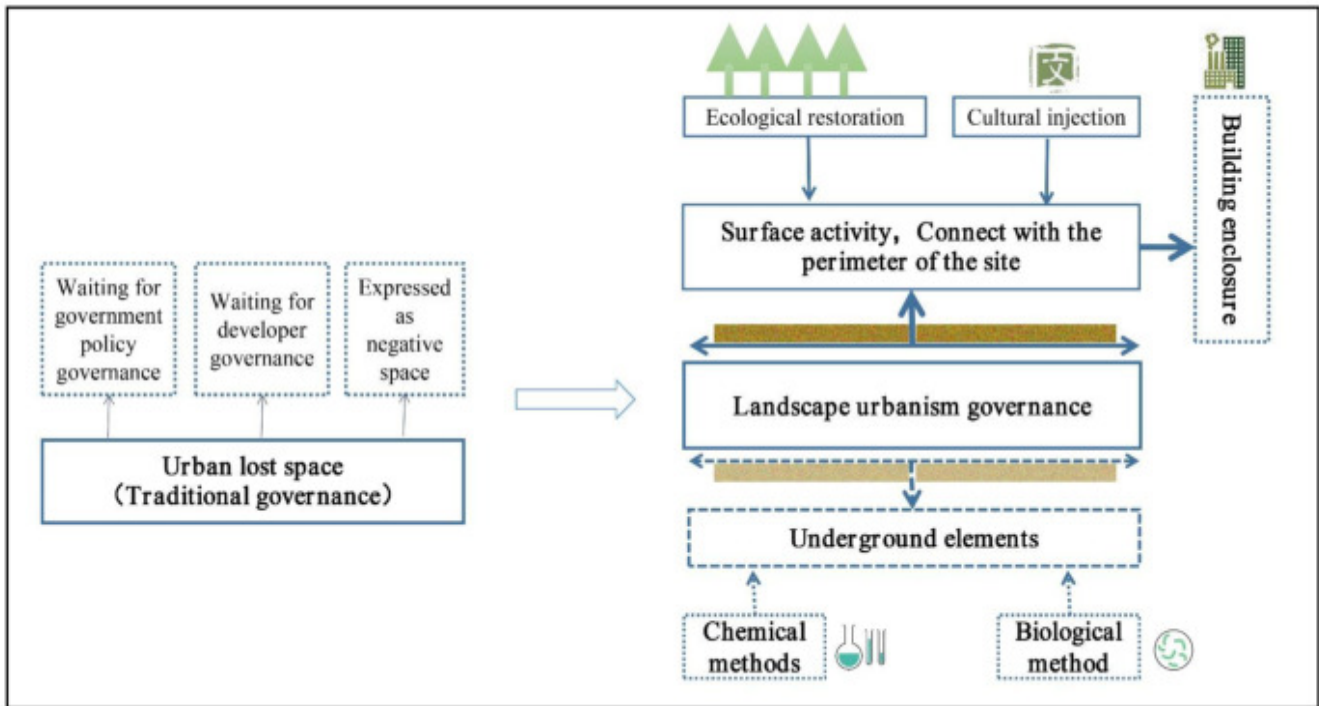 Waiting for
government
policy
governance
Waiting for
developer
governance
Expressed
as
negative
space
Urban lost space
（Traditional governance）
Ecological restoration
文
Cultural injection
Building enclosure
Surface activity，Connect with the
perimeter of the site
Landscape urbanism governance
Underground elements
Chemical
methods
Biological
method